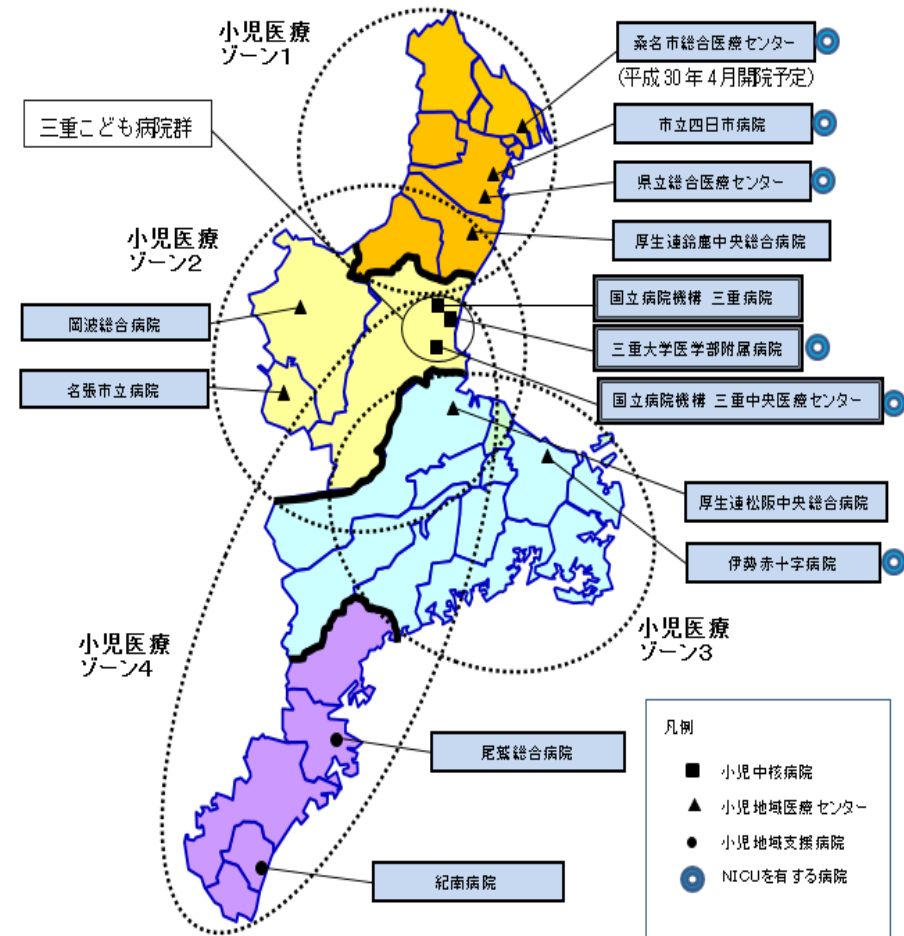 小児医療
ゾーン1
桑名市総合医療センター
(平成30年4月開院予定)
三重こども病院群
市立四日市病院
県立総合医療センター
小児医療
ゾーン2
厚生連鈴鹿中央総合病院
国立病院機構 三重病院
岡波総合病院
三重大学医学部附属病院
名張市立病院
国立病院機構 三重中央医療センター
厚生連松阪中央総合病院
伊勢赤十字病院
小児医療
ゾーン3
小児医療
ゾーン4
尾鷲総合病院
紀南病院
凡例
小児中核病院
小児地域医療センター
小児地域支援病院
NICUを有する病院